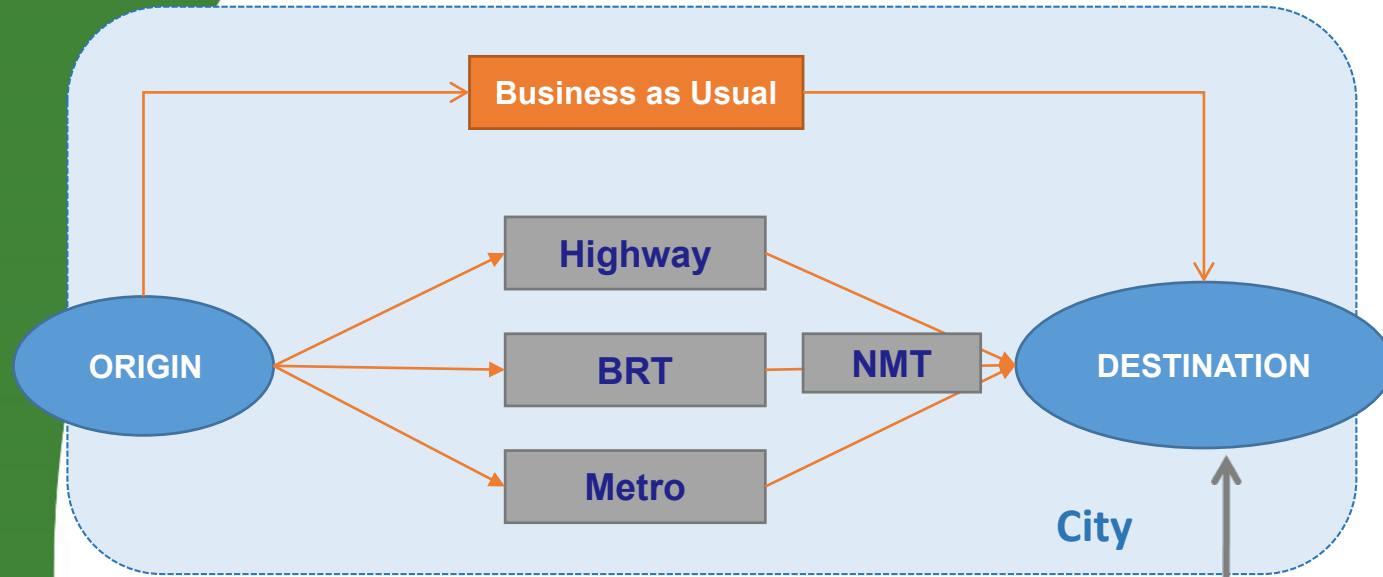 Business as Usual
Highway
ORIGIN
BRT
NMT
DESTINATION
Metro
City